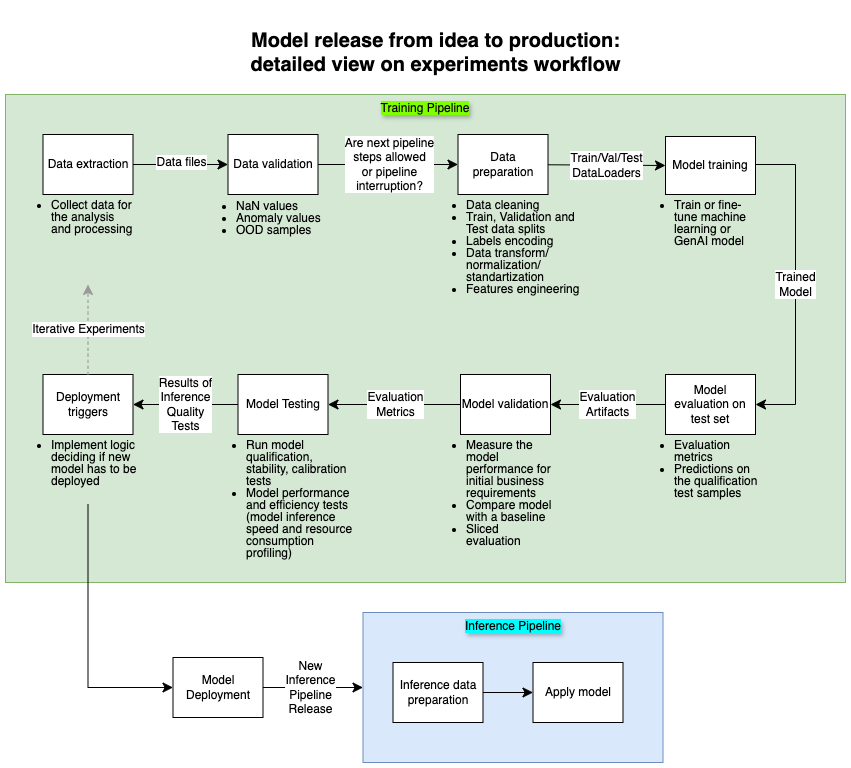 Model release from idea to production:
detailed view on experiments workflow
Training Pipeline
Data extraction
Data files
Data validation
Are next pipeline
steps allowed
or pipeline
interruption?
Data
preparation
Train/Val/Test
DataLoaders
Model training
• Collect data for
the analysis
and processing
• NaN values
• Anomaly values
• OOD samples
• Data cleaning
• Train, Validation and
Test data splits
• Labels encoding
• Data transform/
normalization/
standartization
• Features engineering
• Train or fine-
tune machine
learning or
GenAI model
Trained
Model
Iterative Experiments
Deployment
triggers
Results of
Inference
Quality
Tests
Model Testing
Evaluation
Metrics
Model validation
Evaluation
Artifacts
Model
evaluation on
test set
• Implement logic
deciding if new
model has to be
deployed
• Run model
qualification,
stability, calibration
tests
• Model performance
and efficiency tests
(model inference
speed and resource
consumption
profiling)
• Measure the
model
performance for
initial business
requirements
• Compare model
with a baseline
• Sliced
evaluation
• Evaluation
metrics
• Predictions on
the qualification
test samples
Inference Pipeline
Model
Deployment
New
Inference
Pipeline
Release
Inference data
preparation
Apply model